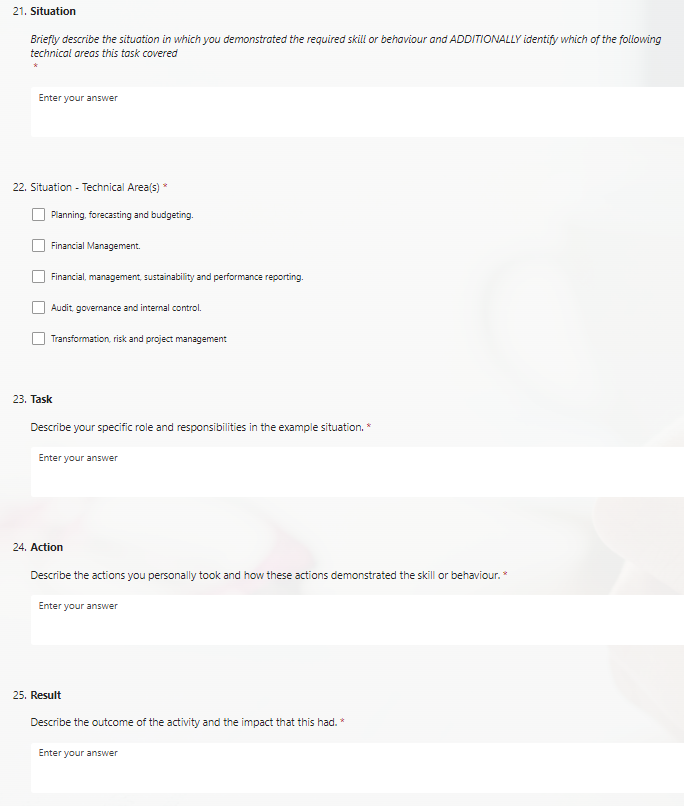 21. Situation
Briefly describe the situation in which you demonstrated the required skill or behaviour and ADDITIONALLY identify which of the following
technical areas this task covered
*
Enter your answer
22. Situation - Technical Area(s) *
Planning, forecasting and budgeting.
Financial Management.
Financial, management, sustainability and performance reporting.
Audit, governance and internal control.
Transformation, risk and project management
23. Task
Describe your specific role and responsibilities in the example situation. *
Enter your answer
24. Action
Describe the actions you personally took and how these actions demonstrated the skill or behaviour. *
Enter your answer
25. Result
Describe the outcome of the activity and the impact that this had. *
Enter your answer